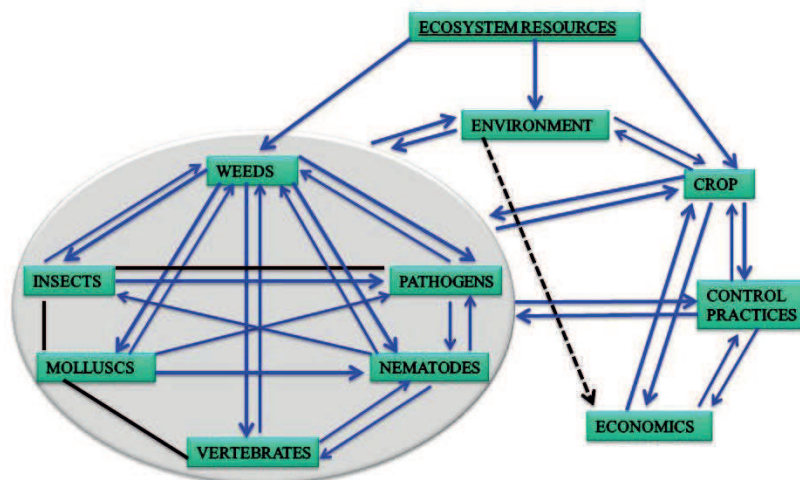 ECOSYSTEM RESOURCES
ENVIRONMENT
WEEDS
CROP
INSECTS
PATHOGENS
CONTROL
PRACTICES
MOLLUSCS
NEMATODES
ECONOMICS
VERTEBRATES